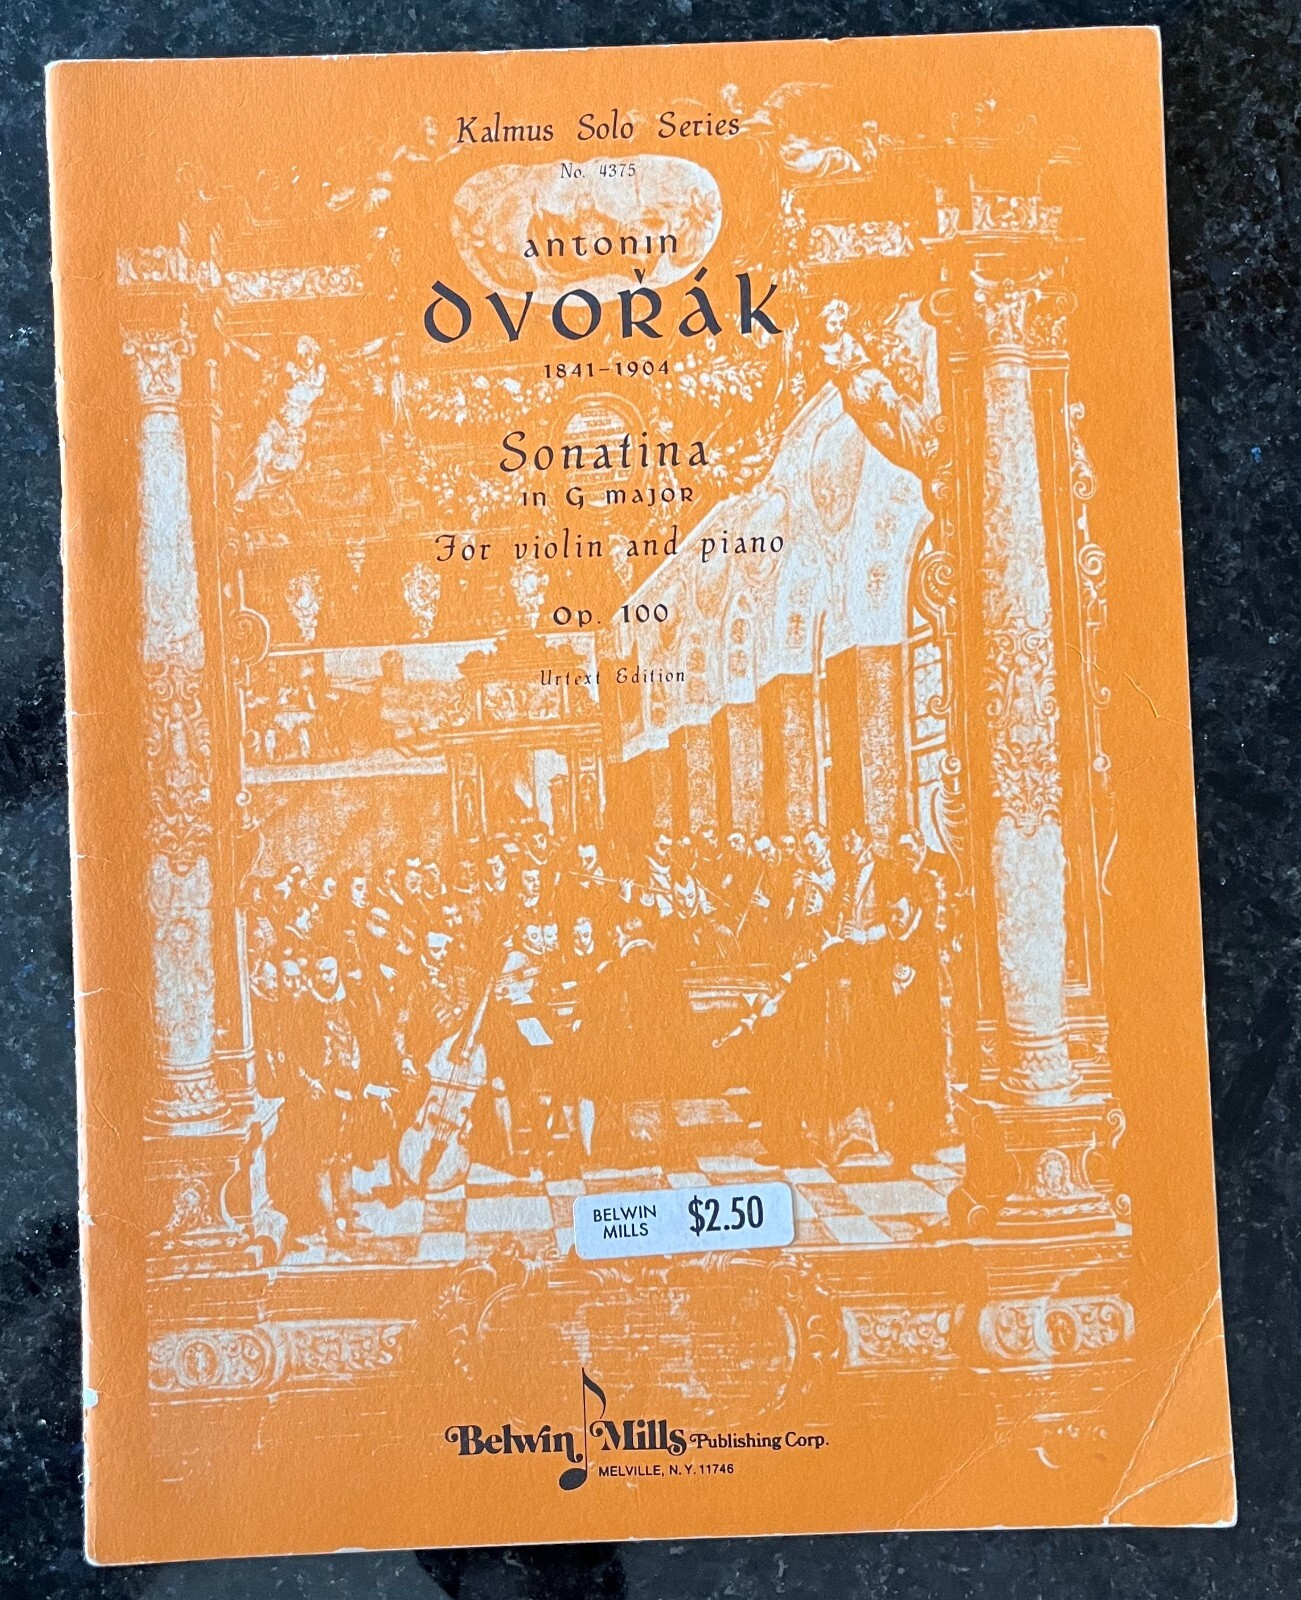 Kalmus Solo Series
No. 4375
antonin
DVOŘÁK
1841-1904
Sonatina
in G major
For violin and piano
Op. 100
Urtext Edition
BELWIN MILLS $2.50
Belwin Mills Publishing Corp.
MELVILLE, N.Y. 11746